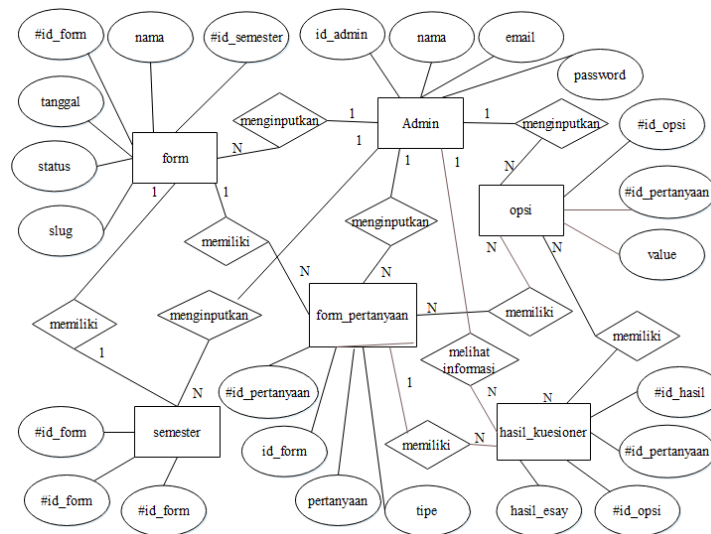 #id_form
nama
#id_semester
id_admin
nama
email
password
tanggal
menginputkan
1
Admin
1
menginputkan
#id_opsi
status
form
N
1
1
1
N
#id_pertanyaan
1
1
menginputkan
opsi
slug
memiliki
N
N
value
N
N
memiliki
menginputkan
form_pertanyaan
N
memiliki
memiliki
1
melihat
informasi
#id_pertanyaan
1
N
N
N
#id_hasil
#id_form
semester
id_form
memiliki
N
hasil_kuesioner
#id_pertanyaan
#id_form
#id_form
pertanyaan
tipe
hasil_esay
#id_opsi